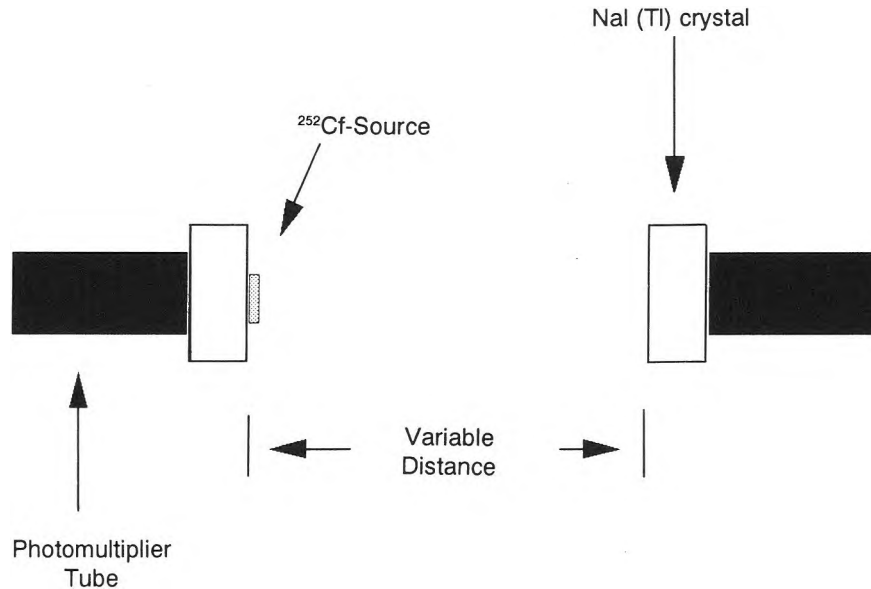 NaI (Tl) crystal
²⁵²Cf-Source
Variable
Distance
Photomultiplier
Tube